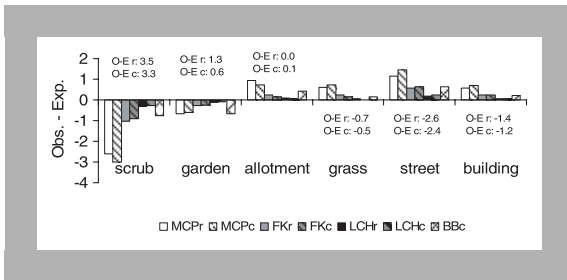 2
1
0
-1
-2
-3
-4
Obs. - Exp.
O-E r: 3.5
O-E c: 3.3
O-E r: 1.3
O-E c: 0.6
O-E r: 0.0
O-E c: 0.1
O-E r: -0.7
O-E c: -0.5
O-E r: -2.6
O-E c: -2.4
O-E r: -1.4
O-E c: -1.2
scrub garden allotment grass street building
MCPr MCPc FKr FKc LCHr LCHc BBc